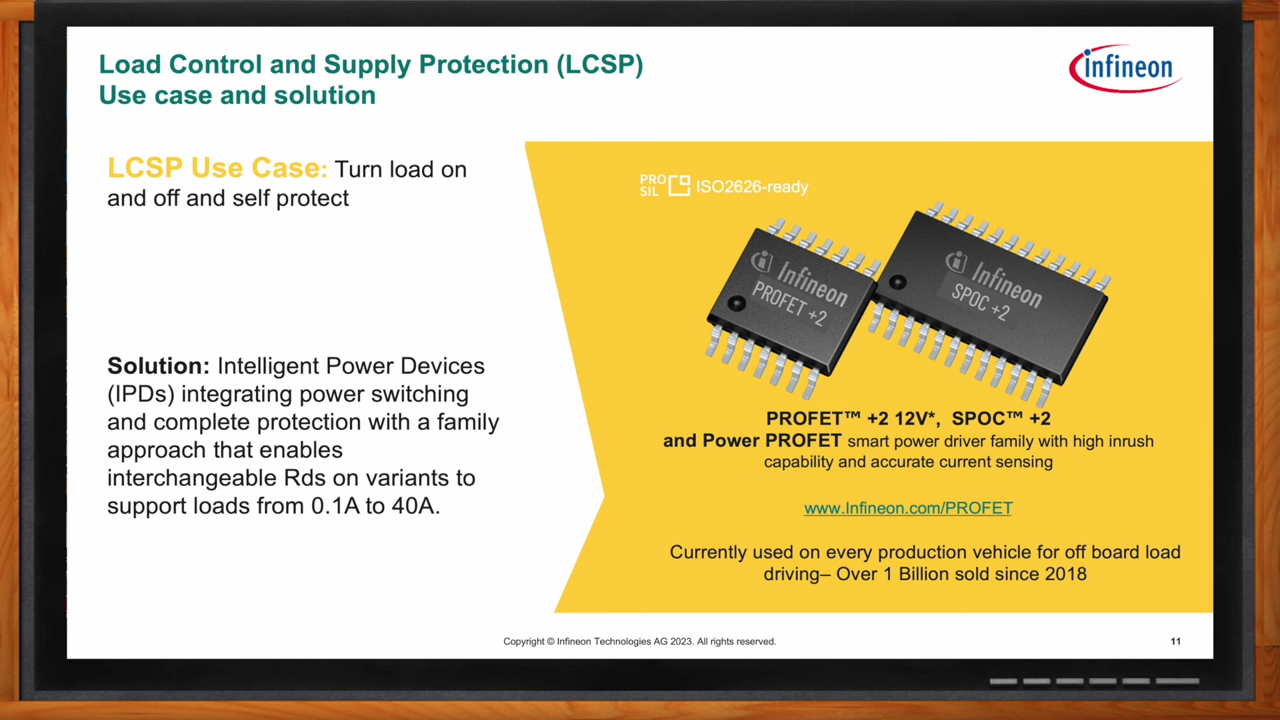 Load Control and Supply Protection (LCSP)
Use case and solution
infineon
LCSP Use Case: Turn load on
and off and self protect
PRO
SIL
ISO2626-ready
Infineon
PROFET +2
Infineon
SPOC +2
Solution: Intelligent Power Devices
(IPDs) integrating power switching
and complete protection with a family
approach that enables
interchangeable Rds on variants to
support loads from 0.1A to 40A.
PROFET™ +2 12V*, SPOC™ +2
and Power PROFET smart power driver family with high inrush
capability and accurate current sensing
www.Infineon.com/PROFET
Currently used on every production vehicle for off board load
driving– Over 1 Billion sold since 2018
Copyright © Infineon Technologies AG 2023. All rights reserved.
11